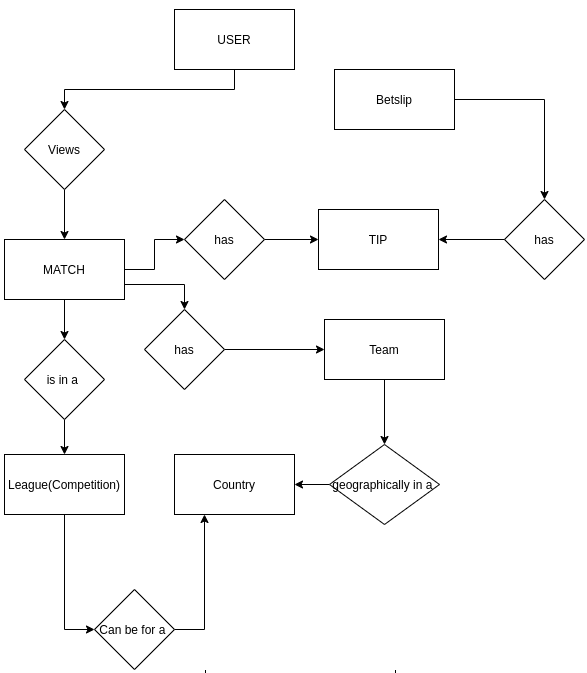 USER
Betslip
Views
has
TIP
has
MATCH
has
Team
is in a
League(Competition)
Country
geographically in a
Can be for a